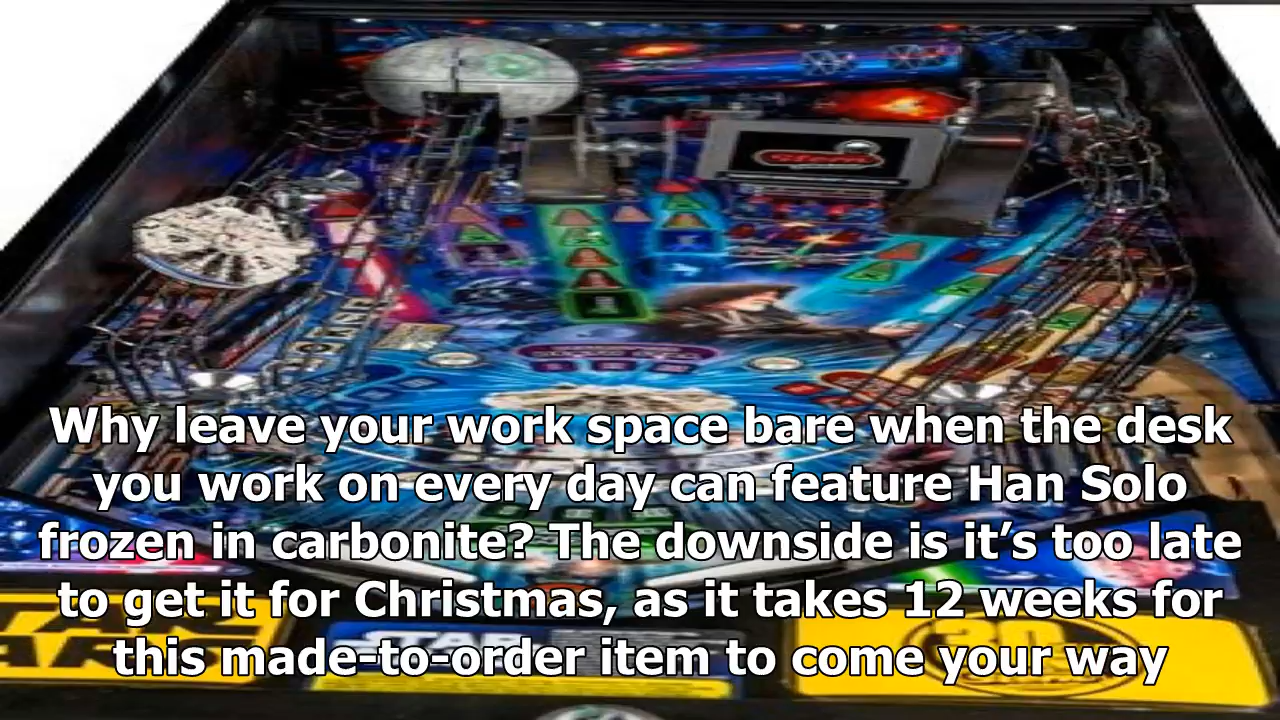 Stern
Why leave your work space bare when the desk
you work on every day can feature Han Solo
frozen in carbonite? The downside is it’s too late
to get it for Christmas, as it takes 12 weeks for
this made-to-order item to come your way
STAR